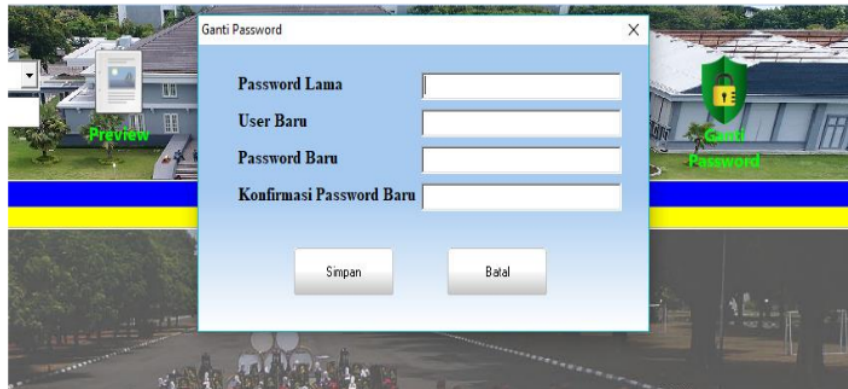 Ganti Password
Password Lama
User Baru
Password Baru
Konfirmasi Password Baru
Simpan
Batal
Preview
Ganti
Password